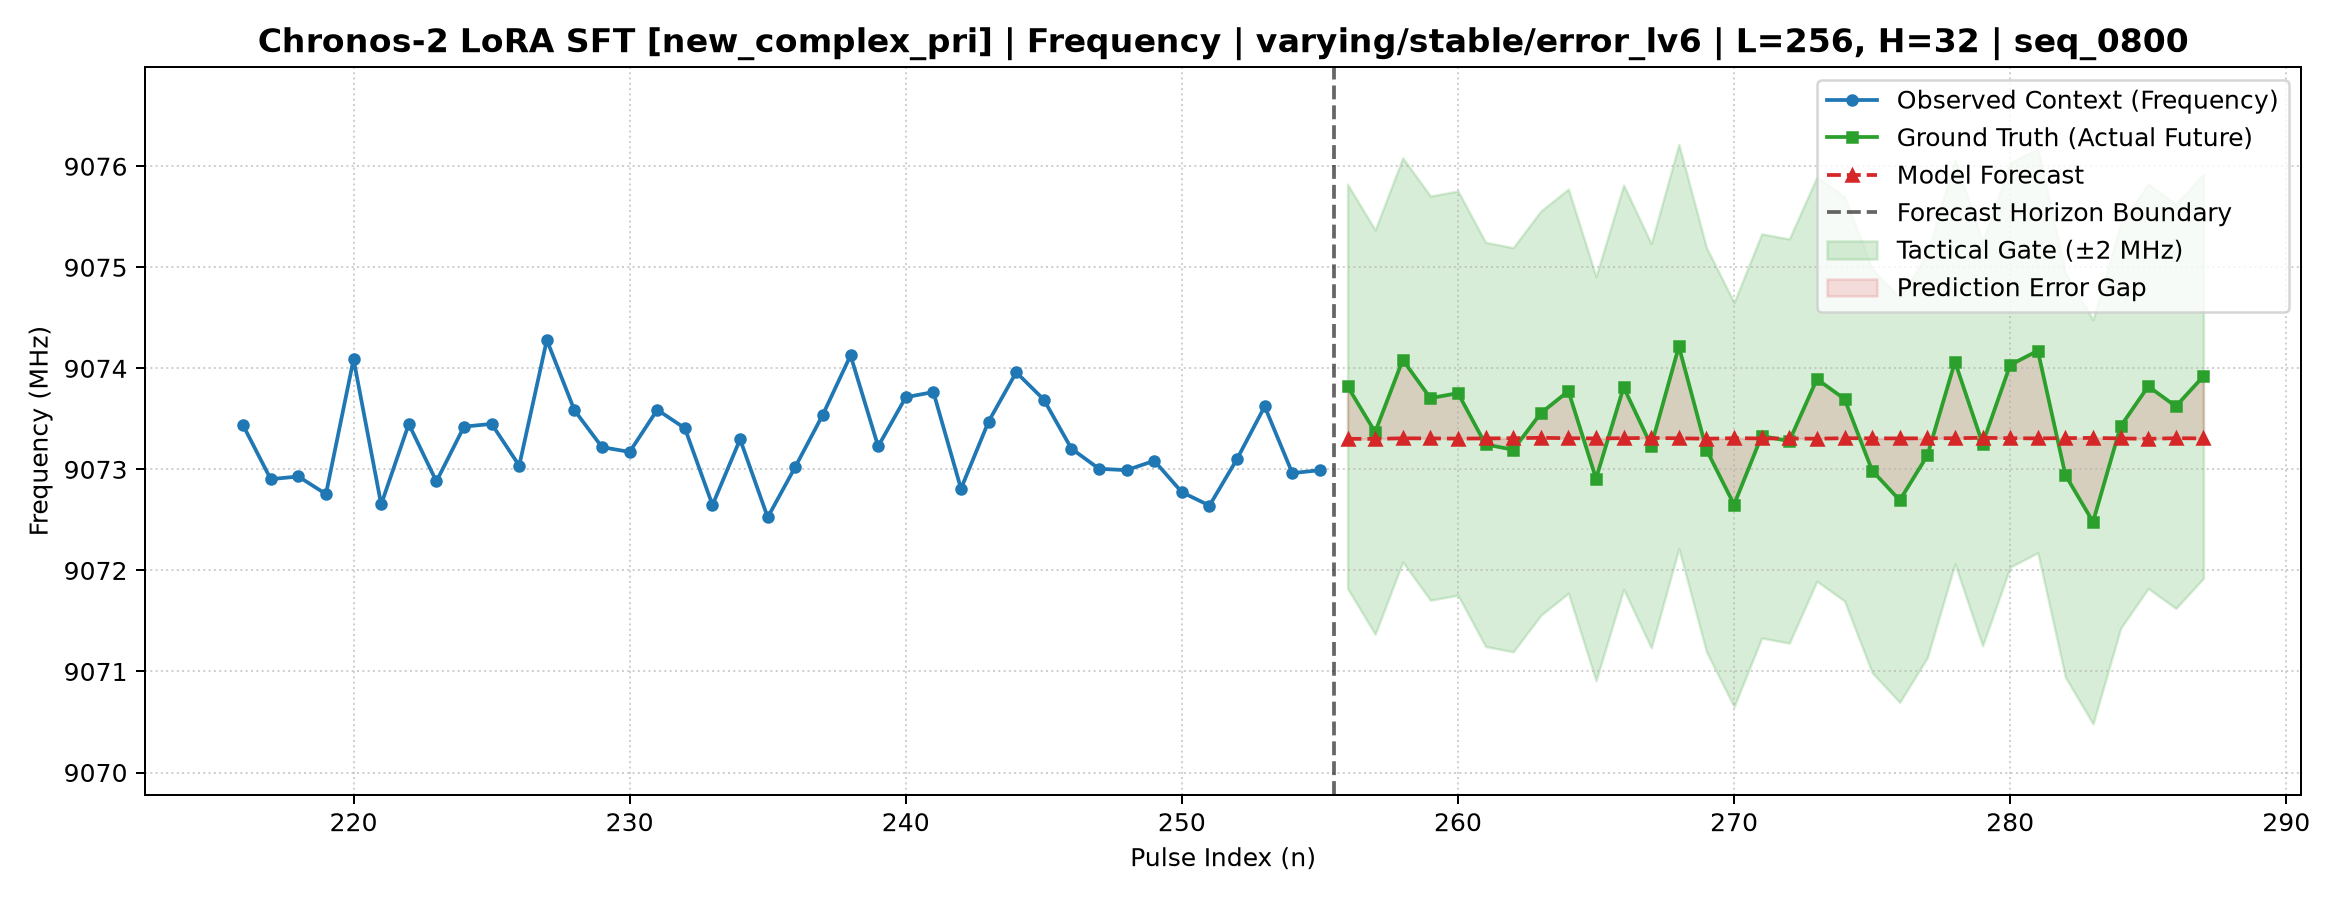 Chronos-2 LoRA SFT [new_complex_pri] | Frequency | varying/stable/error_lv6 | L=256, H=32 | seq_0800
Observed Context (Frequency)
Ground Truth (Actual Future)
Model Forecast
Forecast Horizon Boundary
Tactical Gate (±2 MHz)
Prediction Error Gap
Frequency (MHz)
9076
9075
9074
9073
9072
9071
9070
220 230 240 250 260 270 280 290
Pulse Index (n)